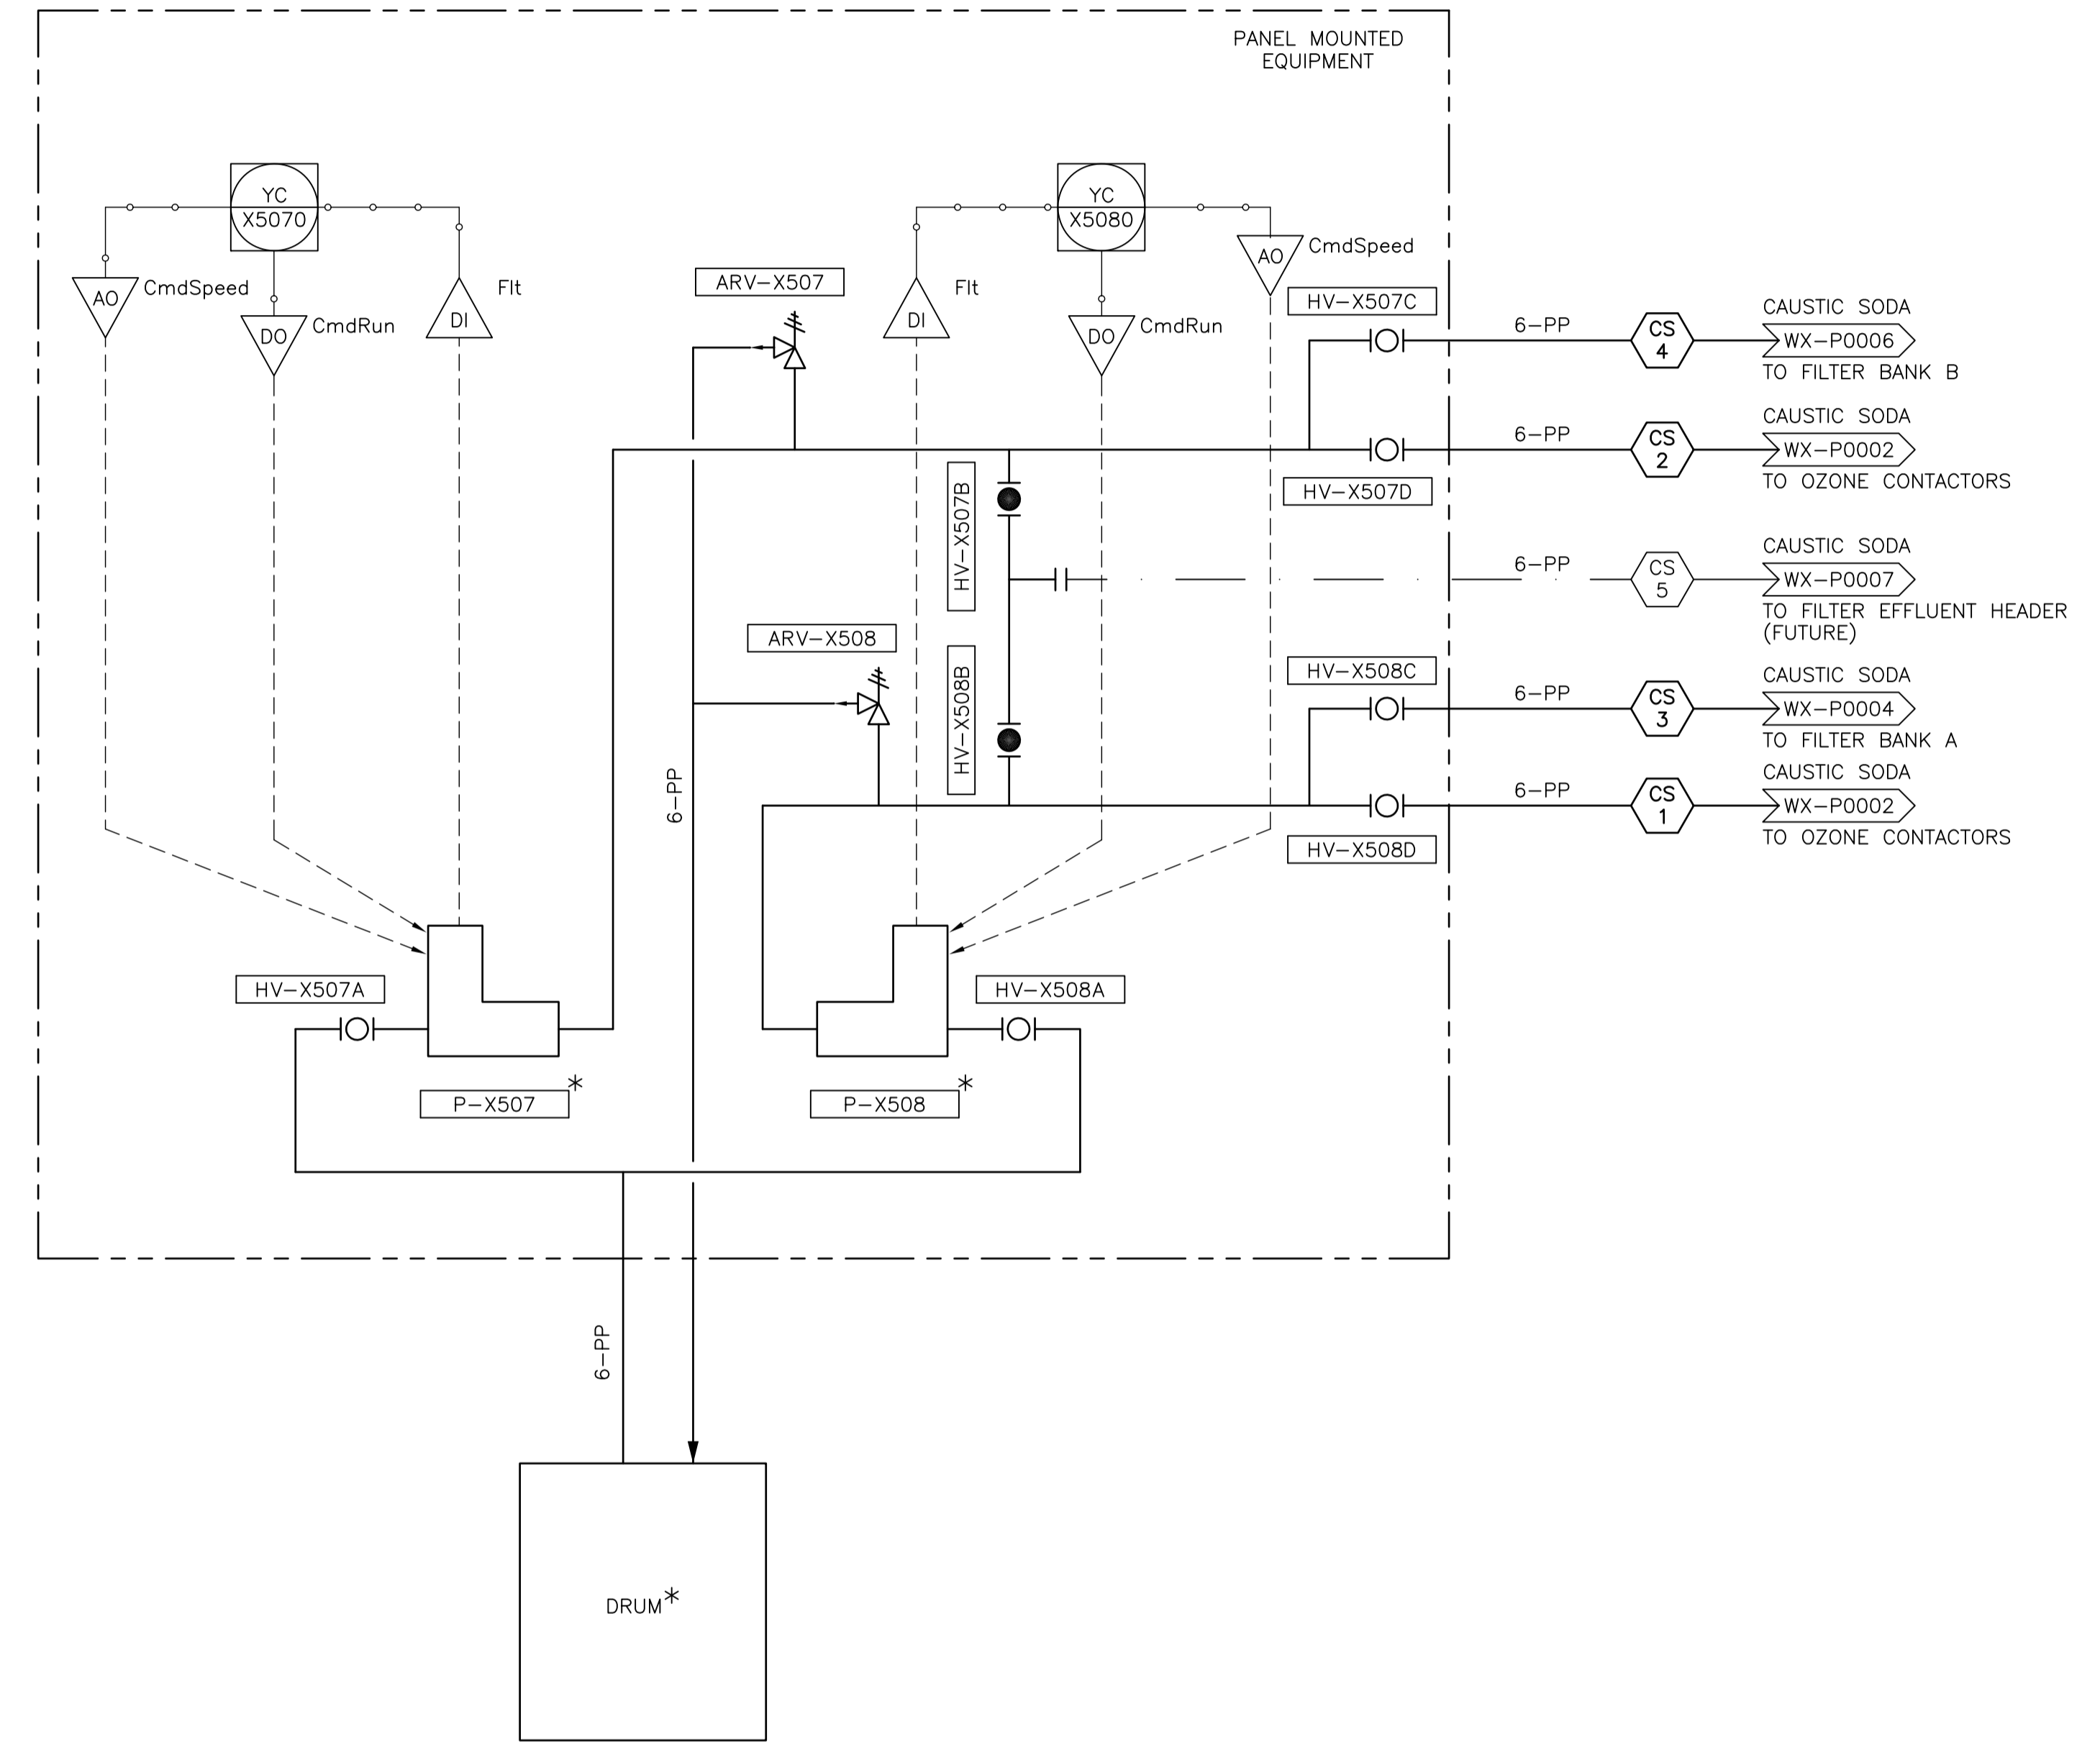 PANEL MOUNTED
EQUIPMENT
YC
X5070
YC
X5080
AO
CmdSpeed
DO
CmdRun
DI
Flt
ARV-X507
DI
Flt
DO
CmdRun
AO
CmdSpeed
HV-X507C
6-PP
CS
4
CAUSTIC SODA
WX-P0006
TO FILTER BANK B
6-PP
CS
2
CAUSTIC SODA
WX-P0002
TO OZONE CONTACTORS
HV-X507D
HV-X507B
6-PP
CS
5
CAUSTIC SODA
WX-P0007
TO FILTER EFFLUENT HEADER
(FUTURE)
ARV-X508
HV-X508B
HV-X508C
6-PP
CS
3
CAUSTIC SODA
WX-P0004
TO FILTER BANK A
6-PP
6-PP
CS
1
CAUSTIC SODA
WX-P0002
TO OZONE CONTACTORS
HV-X508D
HV-X507A
HV-X508A
P-X507*
P-X508*
6-PP
DRUM*